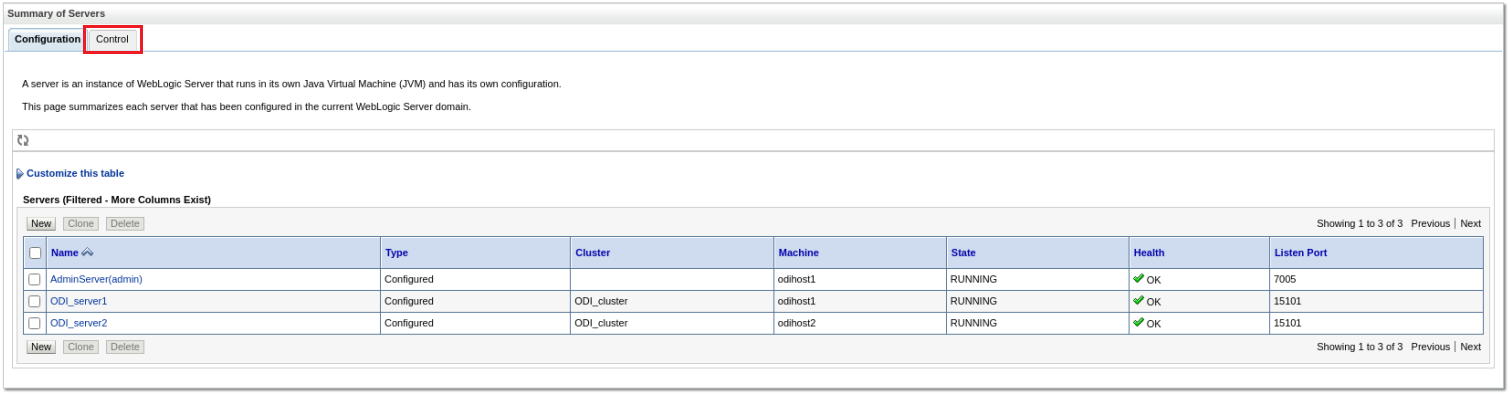 Summary of Servers
Configuration Control
A server is an instance of WebLogic Server that runs in its own Java Virtual Machine (JVM) and has its own configuration.
This page summarizes each server that has been configured in the current WebLogic Server domain.
Customize this table
Servers (Filtered - More Columns Exist)
New Clone Delete Showing 1 to 3 of 3 Previous | Next
Name Type Cluster Machine State Health Listen Port
AdminServer(admin) Configured odihost1 RUNNING OK 7005
ODI_server1 Configured ODI_cluster odihost1 RUNNING OK 15101
ODI_server2 Configured ODI_cluster odihost2 RUNNING OK 15101
New Clone Delete Showing 1 to 3 of 3 Previous | Next